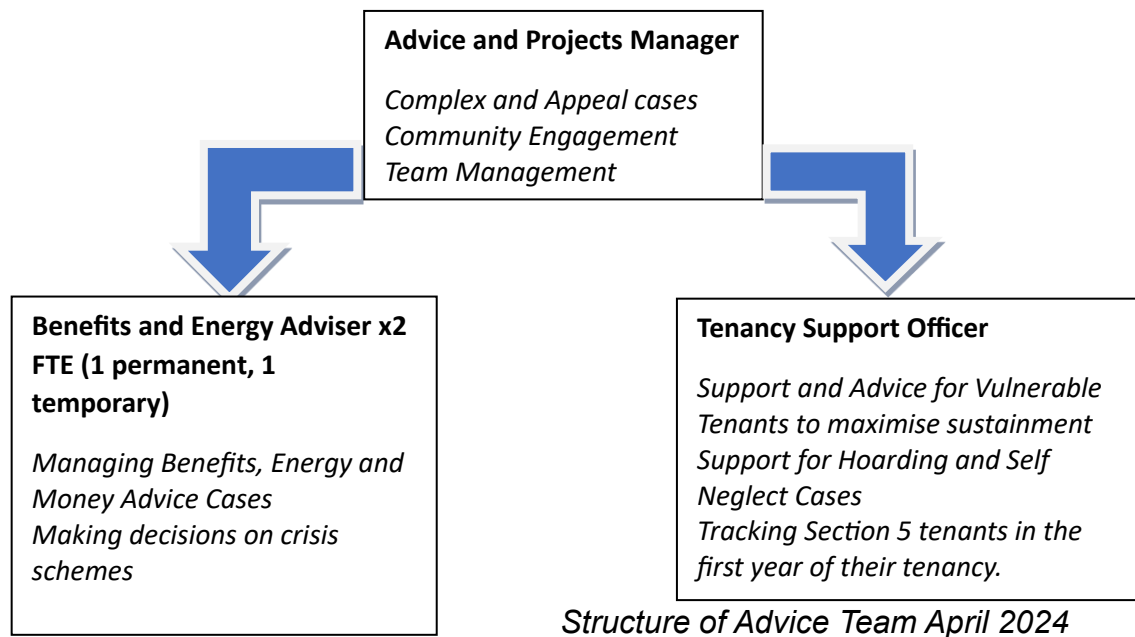 Advice and Projects Manager
Complex and Appeal cases
Community Engagement
Team Management
Benefits and Energy Adviser x2
FTE (1 permanent, 1
temporary)
Managing Benefits, Energy and
Money Advice Cases
Making decisions on crisis
schemes
Tenancy Support Officer
Support and Advice for Vulnerable
Tenants to maximise sustainment
Support for Hoarding and Self
Neglect Cases
Tracking Section 5 tenants in the
first year of their tenancy.
Structure of Advice Team April 2024